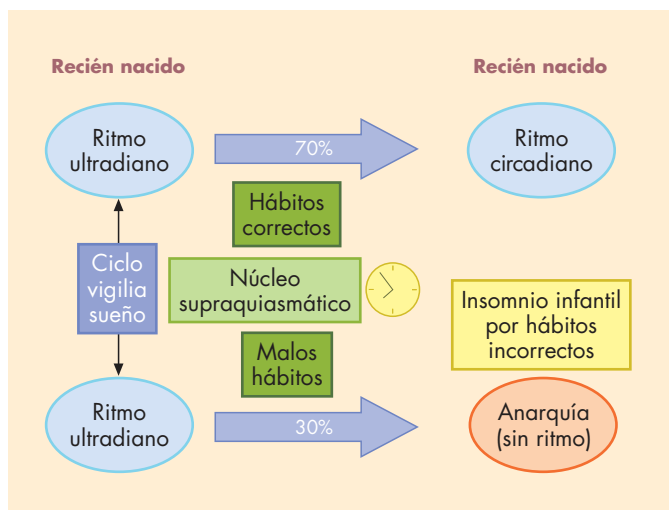 Recién nacido
Recién nacido
Ritmo
ultradiano
70%
Ritmo
circadiano
Hábitos
correctos
Ciclo
vigilia
sueño
Núcleo
supraquiasmático
Insomnio infantil
por hábitos
incorrectos
Malos
hábitos
Ritmo
ultradiano
30%
Anarquía
(sin ritmo)